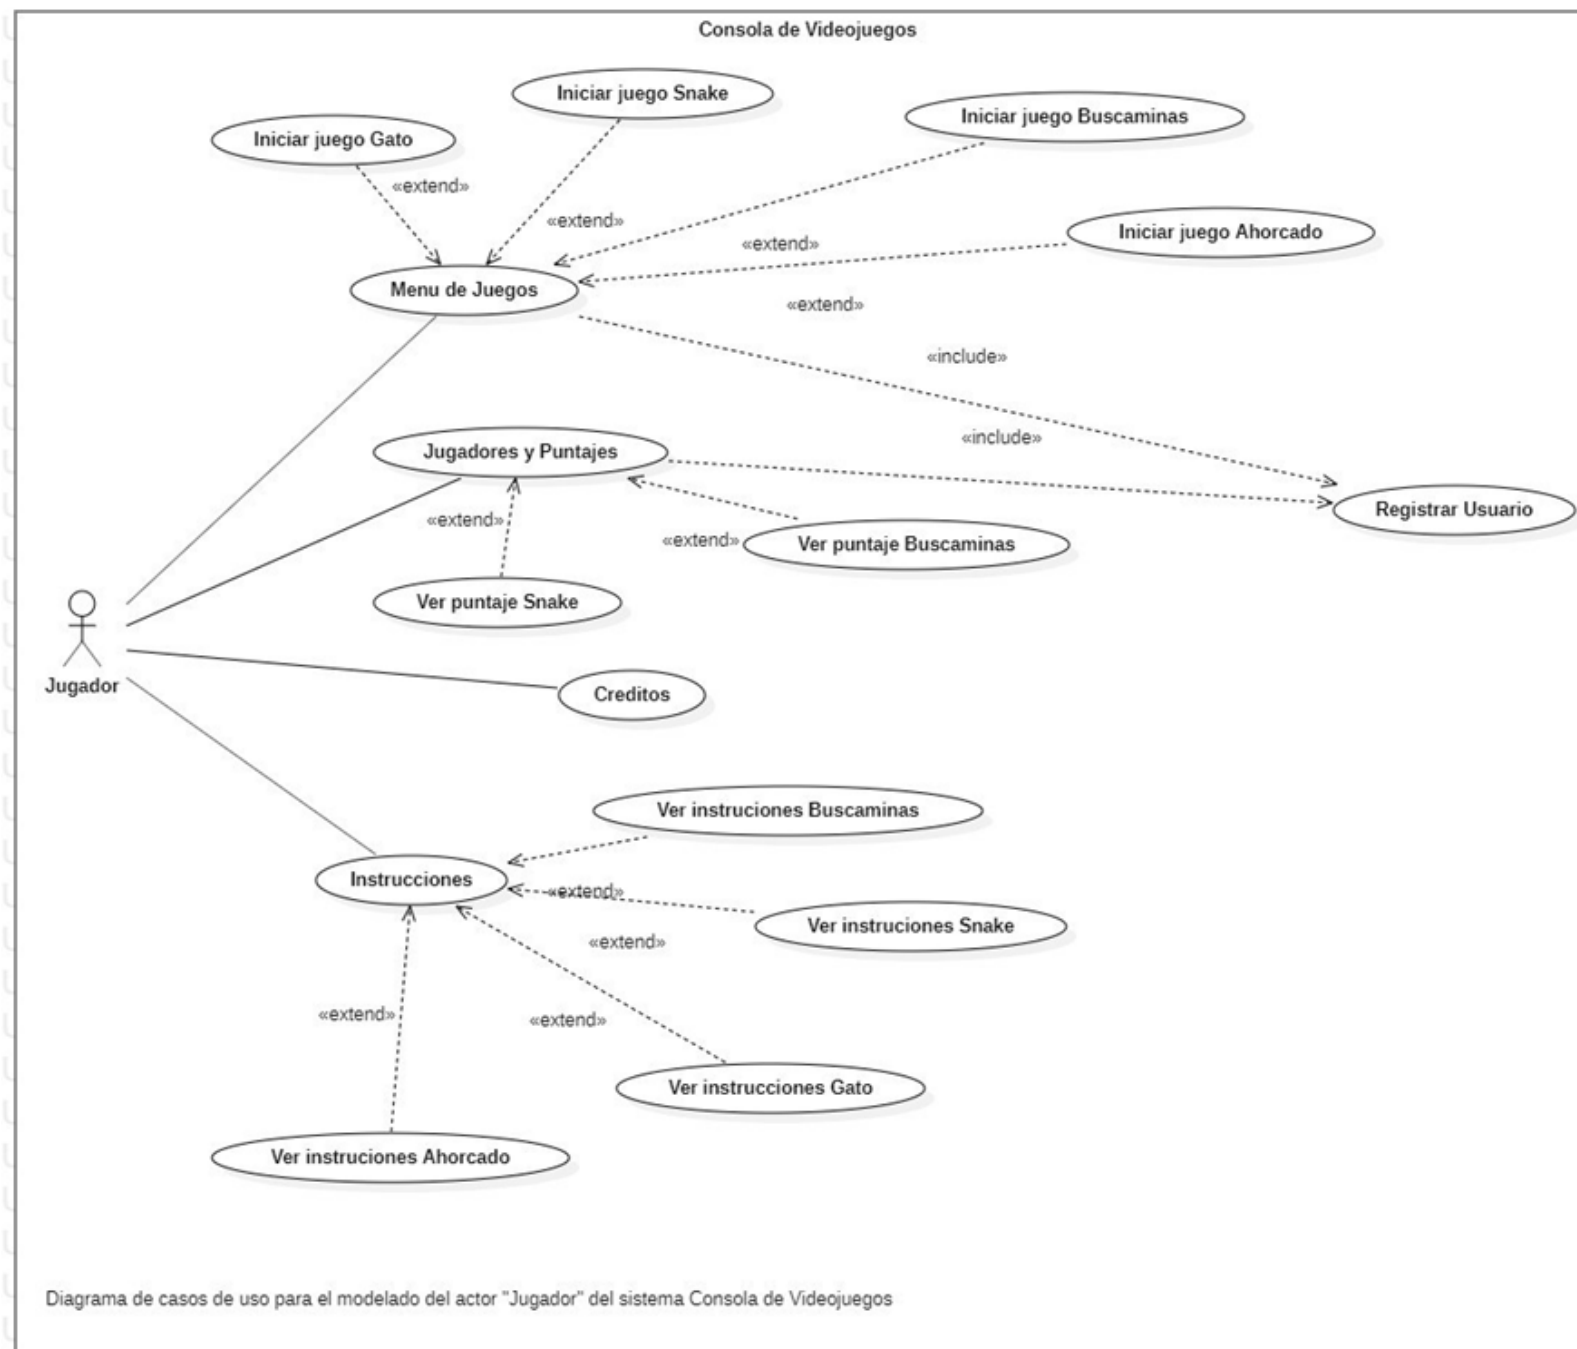 Consola de Videojuegos
Iniciar juego Snake
Iniciar juego Buscaminas
Iniciar juego Gato
«extend»
«extend»
Iniciar juego Ahorcado
«extend»
Menu de Juegos
«extend»
«include»
«include»
Jugadores y Puntajes
Registrar Usuario
«extend»
«extend»
Ver puntaje Buscaminas
Ver puntaje Snake
Jugador
Creditos
Ver instruciones Buscaminas
Instrucciones
«extend»
Ver instruciones Snake
«extend»
«extend»
«extend»
Ver instrucciones Gato
Ver instruciones Ahorcado
Diagrama de casos de uso para el modelado del actor "Jugador" del sistema Consola de Videojuegos